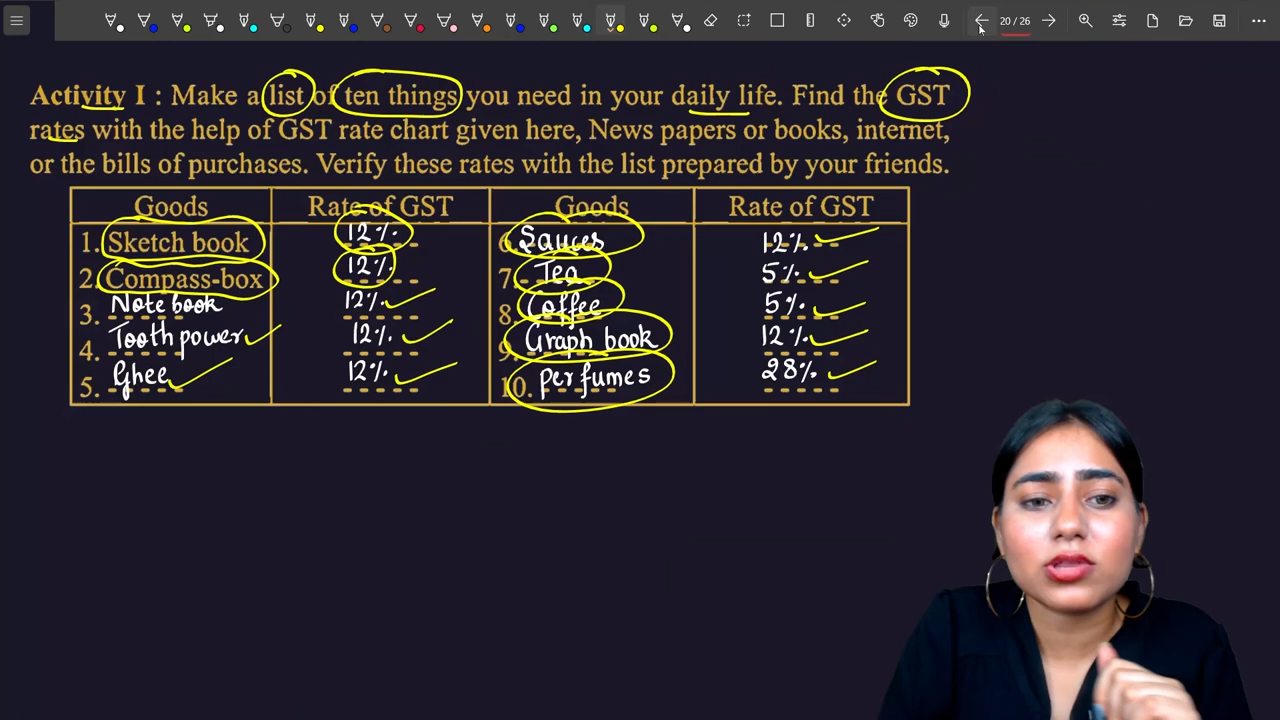 20 / 26
Activity I : Make a list of ten things you need in your daily life. Find the GST
rates with the help of GST rate chart given here, News papers or books, internet,
or the bills of purchases. Verify these rates with the list prepared by your friends.
Goods Rate of GST Goods Rate of GST
1. Sketch book 12% 6. Sauces 12%
2. Compass-box 12% 7. Tea 5%
3. Note book 12% 8. Coffee 5%
4. Tooth power 12% 9. Graph book 12%
5. Ghee 12% 10. perfumes 28%